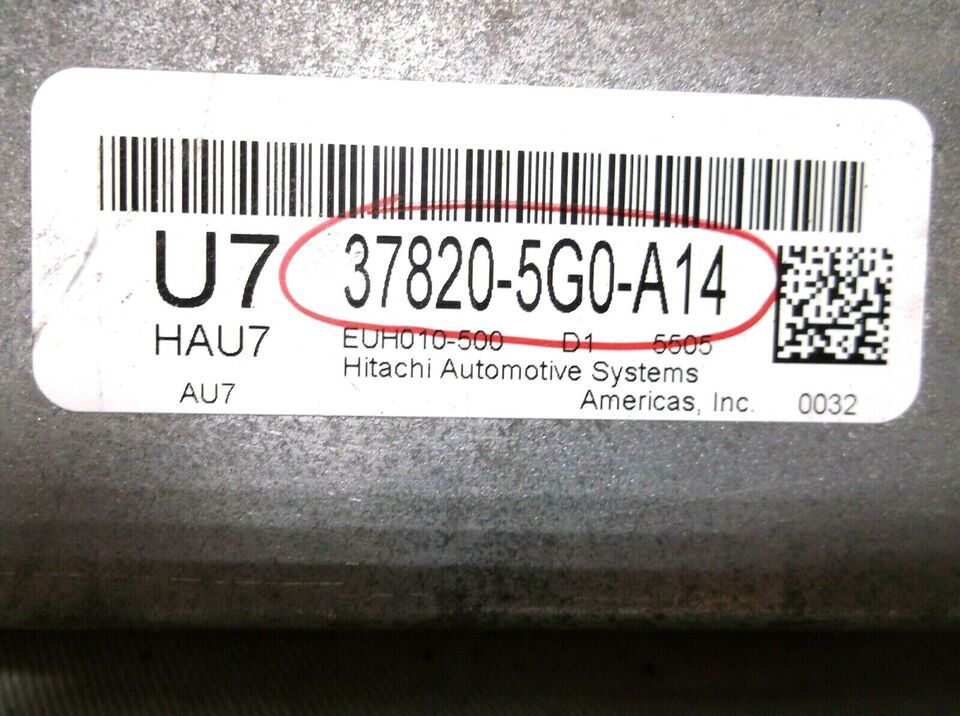 U7 37820-5G0-A14
HAU7 EUH010-500 D1 5505
Hitachi Automotive Systems
AU7 Americas, Inc. 0032